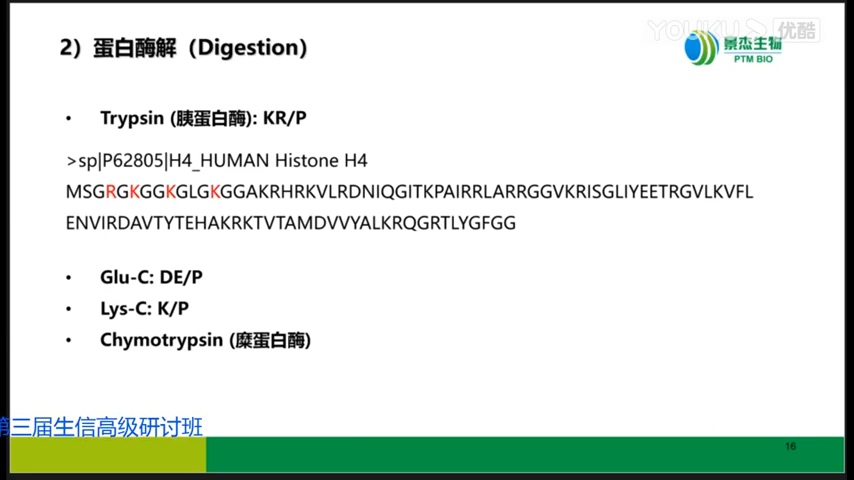 2）蛋白酶解（Digestion）
YOUKU 优酷
景杰生物
PTM BIO
• Trypsin (胰蛋白酶): KR/P
>sp|P62805|H4_HUMAN Histone H4
MSGRGKGGKGLGKGGAKRHRKVLRDNIQGITKPAIRRLARRGGVKRISGLIYEETRGVLKVFL
ENVIRDAVTYTEHAKRKTVTAMDVVYALKRQGRTLYGFGG
• Glu-C: DE/P
• Lys-C: K/P
• Chymotrypsin (糜蛋白酶)
第三届生信高级研讨班
16